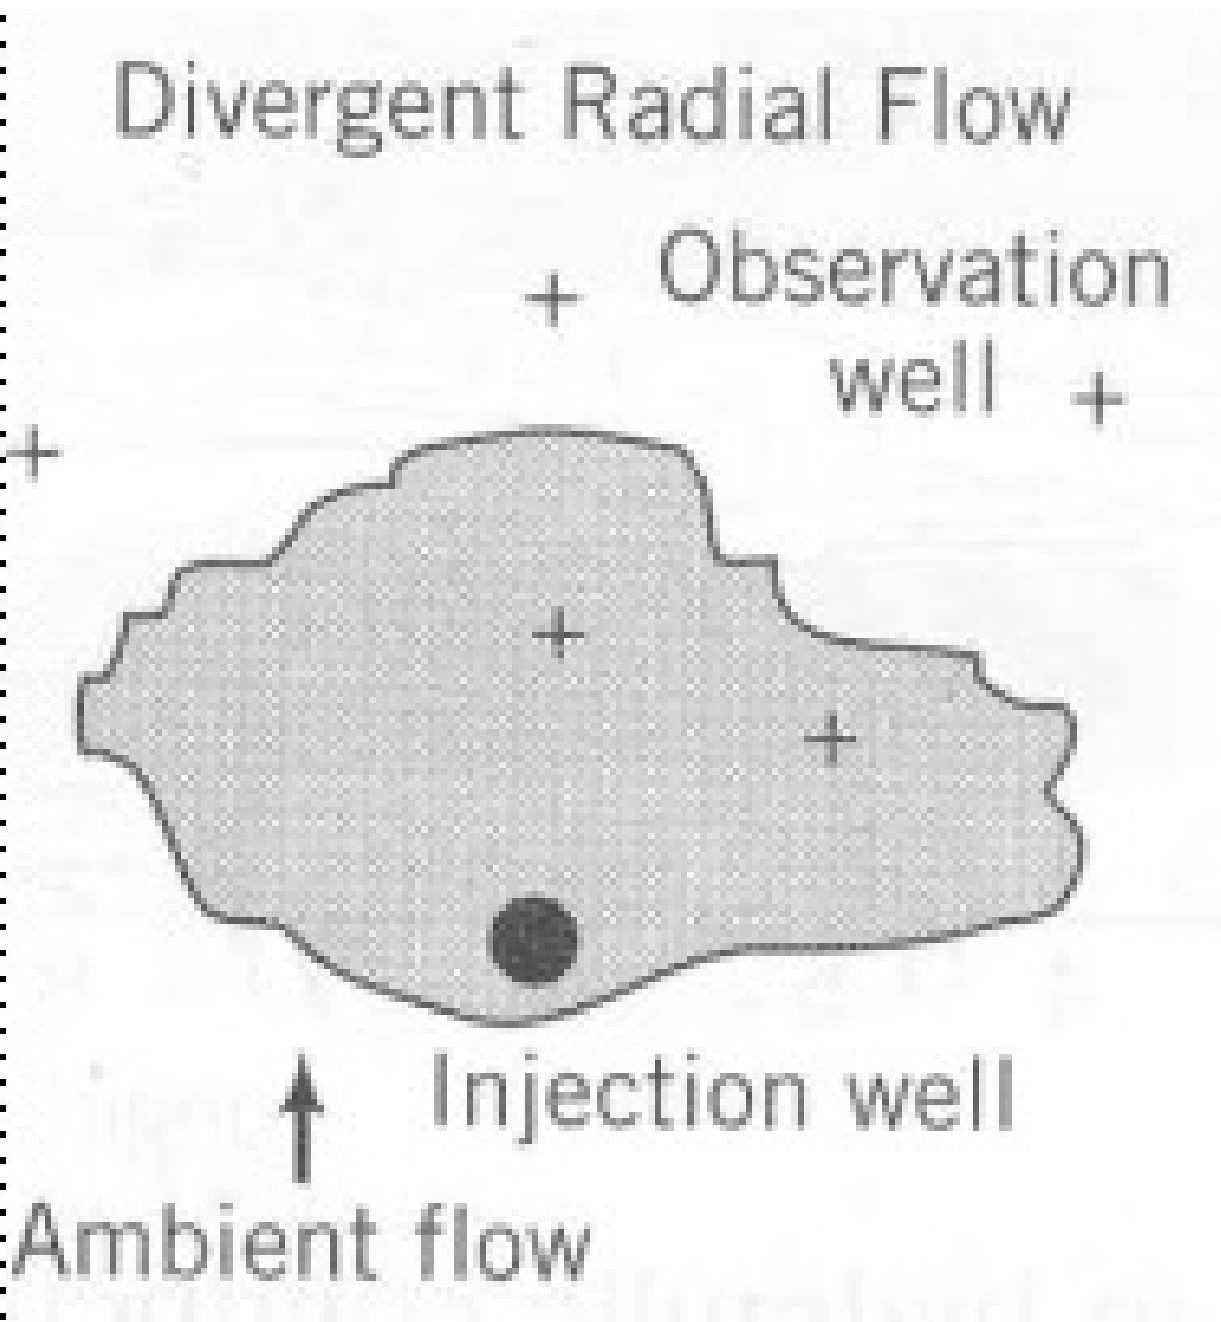 Divergent Radial Flow
Observation
well
Injection well
Ambient flow